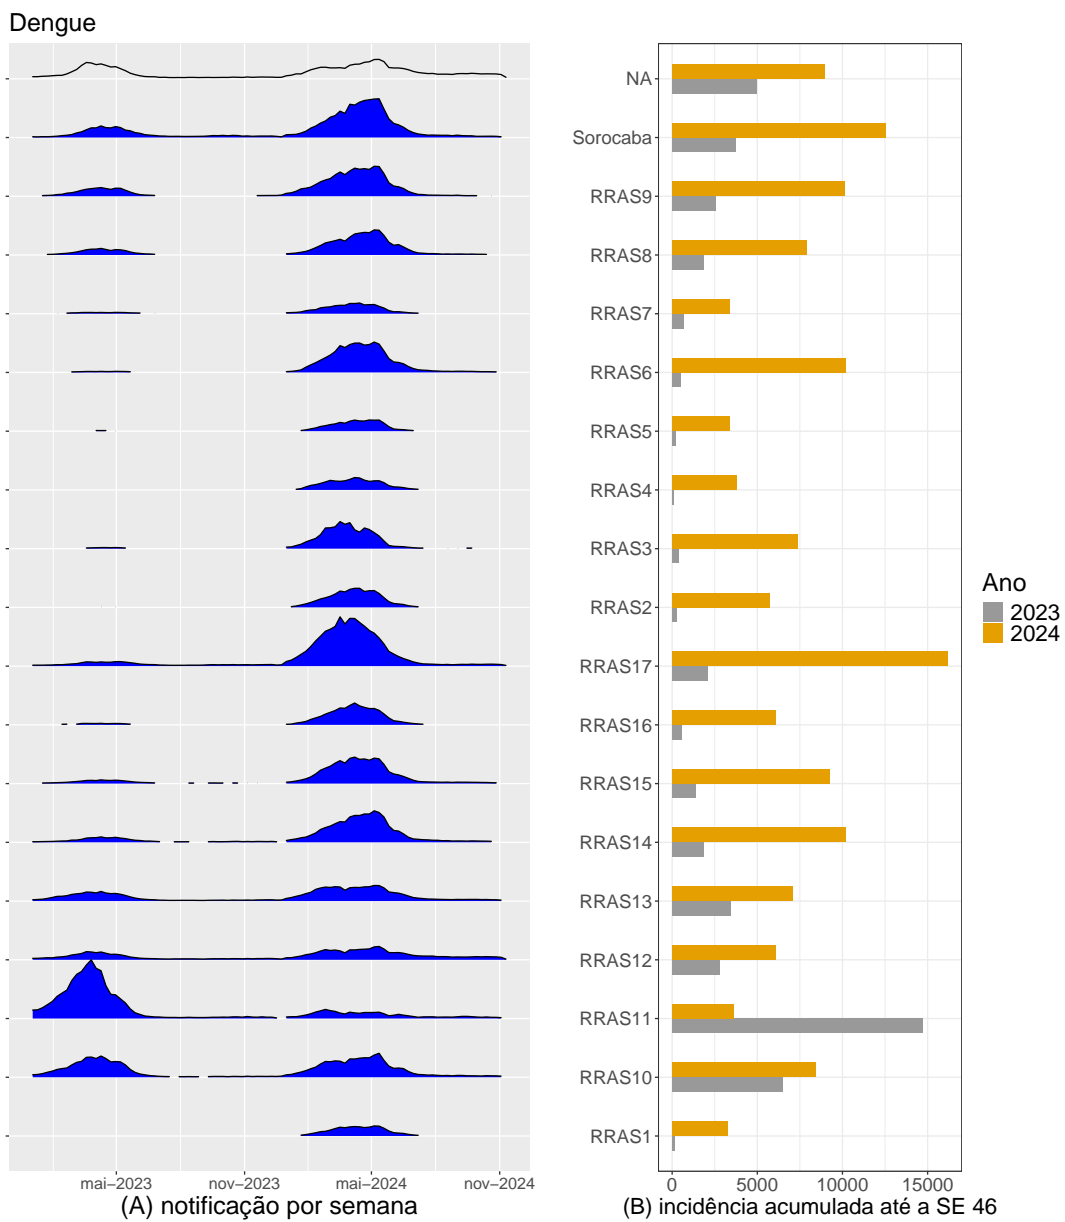 Dengue
NA
Sorocaba
RRAS9
RRAS8
RRAS7
RRAS6
RRAS5
RRAS4
RRAS3
RRAS2
RRAS17
RRAS16
RRAS15
RRAS14
RRAS13
RRAS12
RRAS11
RRAS10
RRAS1
mai–2023 nov–2023 mai–2024 nov–2024
(A) notificação por semana
0 5000 10000 15000
(B) incidência acumulada até a SE 46
Ano
2023
2024